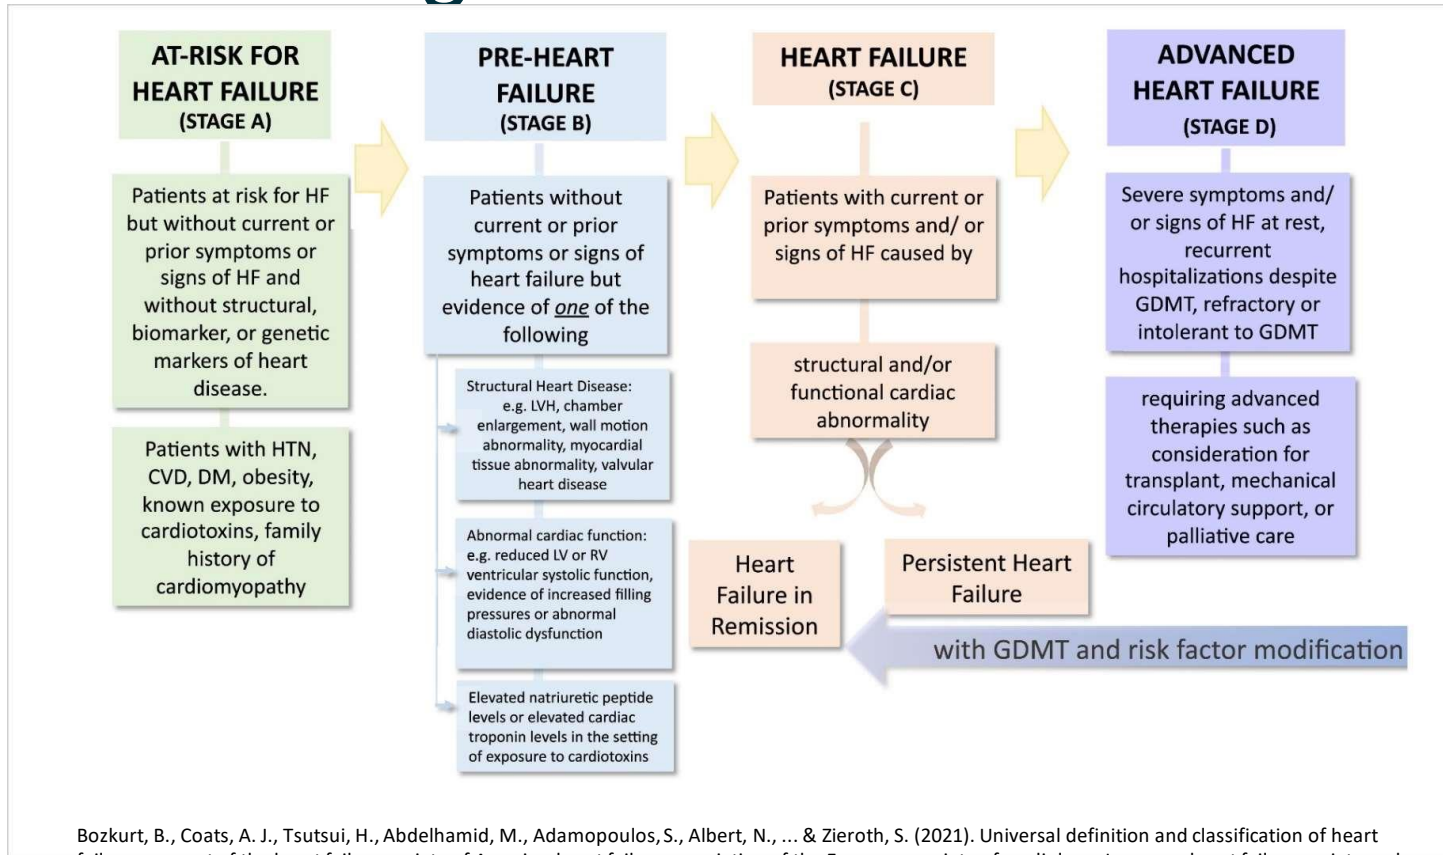 AT-RISK FOR
HEART FAILURE
(STAGE A)
Patients at risk for HF
but without current or
prior symptoms or
signs of HF and
without structural,
biomarker, or genetic
markers of heart
disease.
Patients with HTN,
CVD, DM, obesity,
known exposure to
cardiotoxins, family
history of
cardiomyopathy
PRE-HEART
FAILURE
(STAGE B)
Patients without
current or prior
symptoms or signs of
heart failure but
evidence of one of the
following
Structural Heart Disease:
e.g. LVH, chamber
enlargement, wall motion
abnormality, myocardial
tissue abnormality, valvular
heart disease
Abnormal cardiac function:
e.g. reduced LV or RV
ventricular systolic function,
evidence of increased filling
pressures or abnormal
diastolic dysfunction
Elevated natriuretic peptide
levels or elevated cardiac
troponin levels in the setting
of exposure to cardiotoxins
HEART FAILURE
(STAGE C)
Patients with current or
prior symptoms and/ or
signs of HF caused by
structural and/or
functional cardiac
abnormality
Heart
Failure in
Remission
Persistent Heart
Failure
with GDMT and risk factor modification
ADVANCED
HEART FAILURE
(STAGE D)
Severe symptoms and/
or signs of HF at rest,
recurrent
hospitalizations despite
GDMT, refractory or
intolerant to GDMT
requiring advanced
therapies such as
consideration for
transplant, mechanical
circulatory support, or
palliative care
Bozkurt, B., Coats, A. J., Tsutsui, H., Abdelhamid, M., Adamopoulos, S., Albert, N., ... & Zieroth, S. (2021). Universal definition and classification of heart